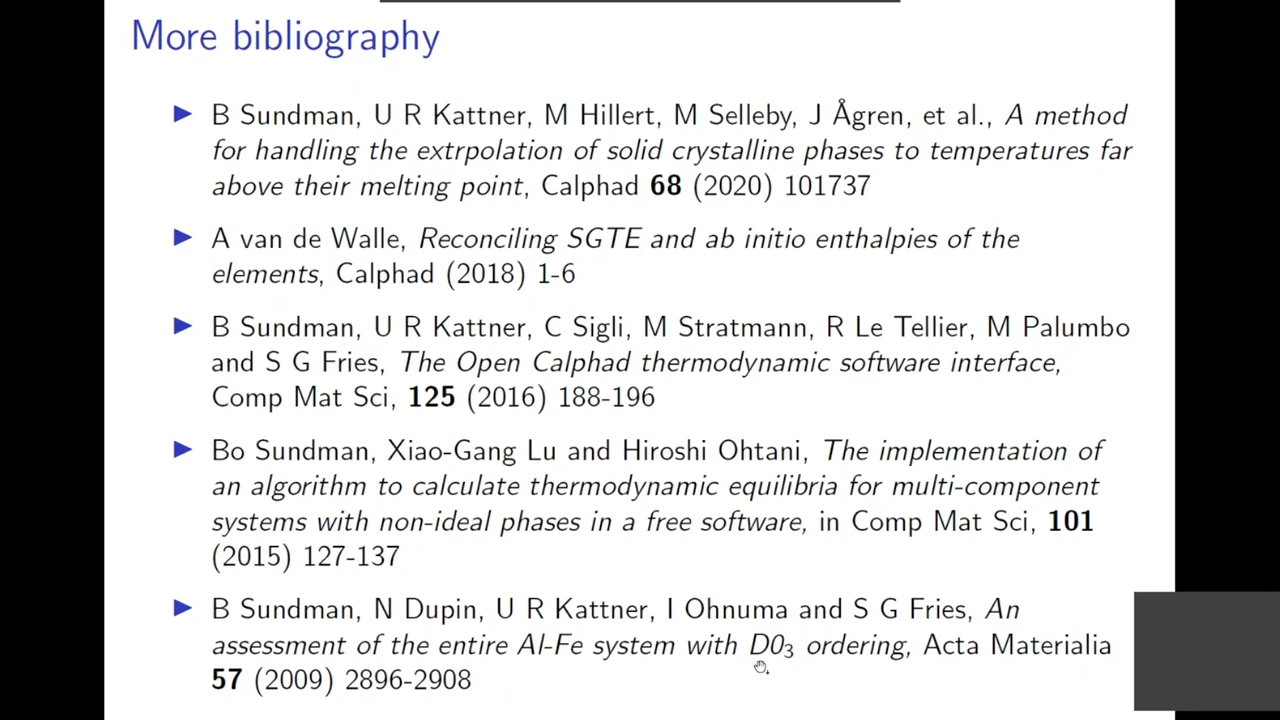 More bibliography
▶ B Sundman, U R Kattner, M Hillert, M Selleby, J Ågren, et al., A method
for handling the extrpolation of solid crystalline phases to temperatures far
above their melting point, Calphad 68 (2020) 101737
▶ A van de Walle, Reconciling SGTE and ab initio enthalpies of the
elements, Calphad (2018) 1-6
▶ B Sundman, U R Kattner, C Sigli, M Stratmann, R Le Tellier, M Palumbo
and S G Fries, The Open Calphad thermodynamic software interface,
Comp Mat Sci, 125 (2016) 188-196
▶ Bo Sundman, Xiao-Gang Lu and Hiroshi Ohtani, The implementation of
an algorithm to calculate thermodynamic equilibria for multi-component
systems with non-ideal phases in a free software, in Comp Mat Sci, 101
(2015) 127-137
▶ B Sundman, N Dupin, U R Kattner, I Ohnuma and S G Fries, An
assessment of the entire Al-Fe system with D0₃ ordering, Acta Materialia
57 (2009) 2896-2908